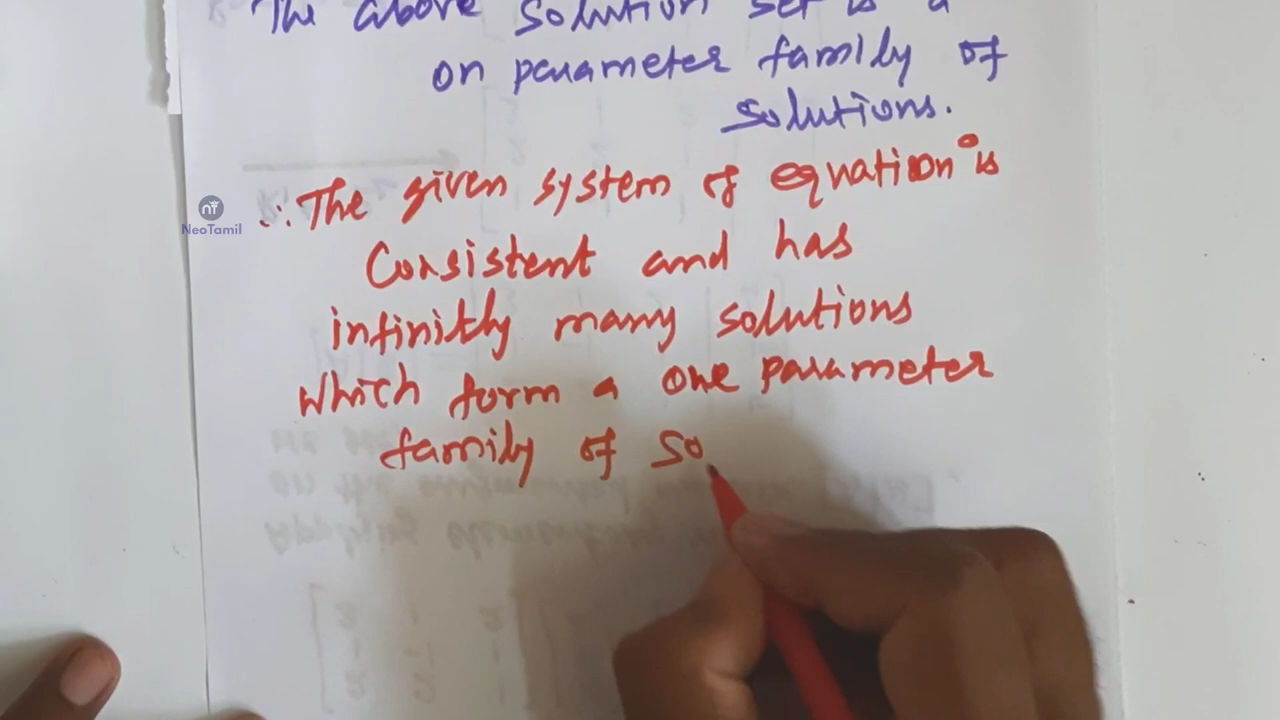 The above solution set is a
on parameter family of
solutions.
∴ The given system of equation is
Consistent and has
infinitly many solutions
which form a one parameter
family of so
NeoTamil